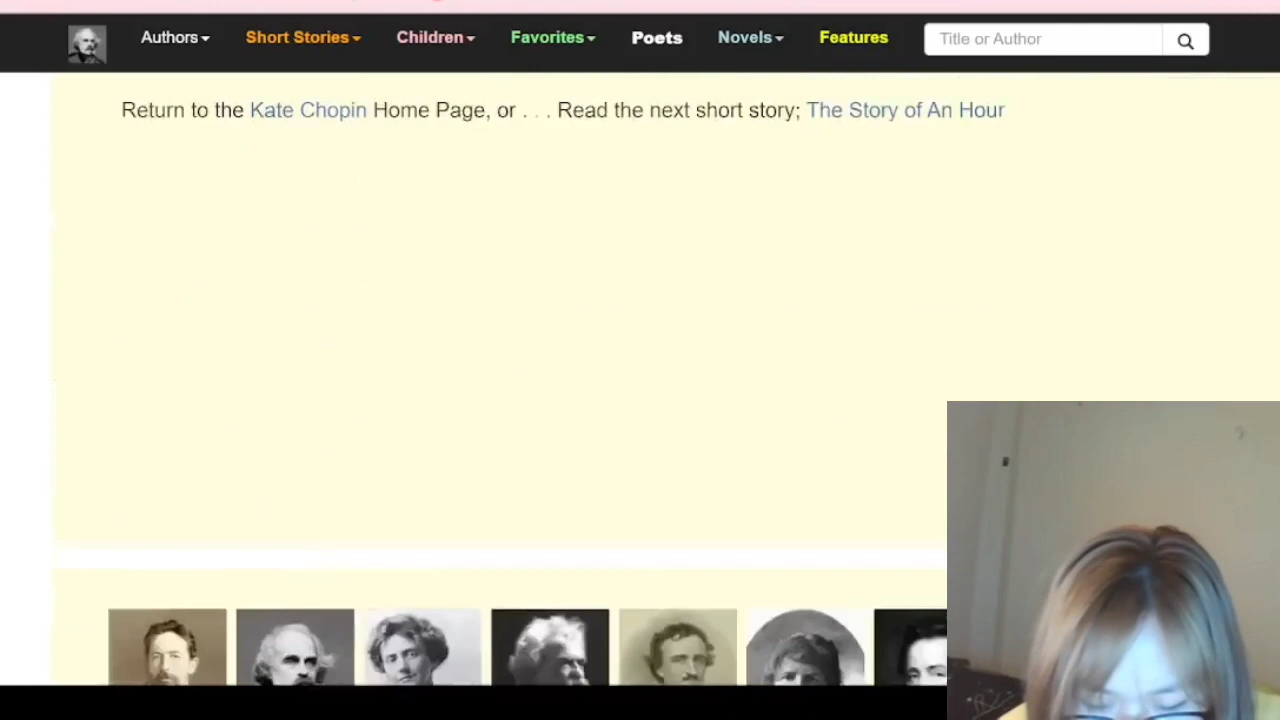 Authors Short Stories Children Favorites Poets Novels Features Title or Author
Return to the Kate Chopin Home Page, or . . . Read the next short story; The Story of An Hour